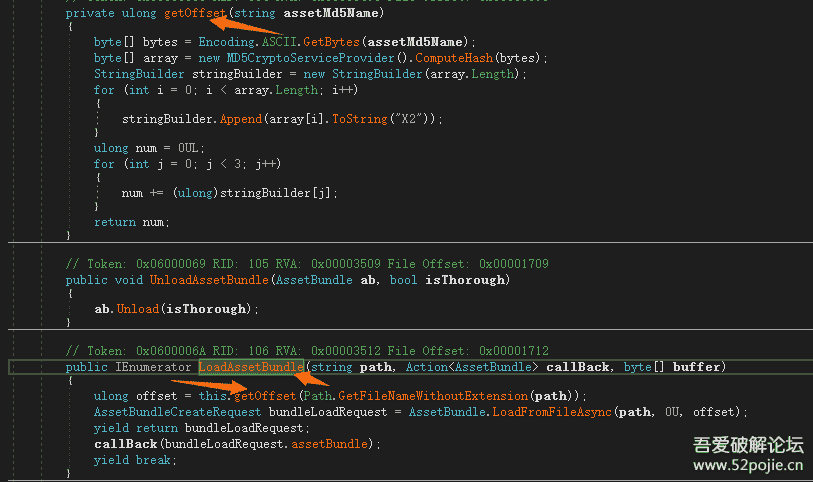 private ulong getOffset(string assetMd5Name)
{
byte[] bytes = Encoding.ASCII.GetBytes(assetMd5Name);
byte[] array = new MD5CryptoServiceProvider().ComputeHash(bytes);
StringBuilder stringBuilder = new StringBuilder(array.Length);
for (int i = 0; i < array.Length; i++)
{
stringBuilder.Append(array[i].ToString("X2"));
}
ulong num = 0UL;
for (int j = 0; j < 3; j++)
{
num += (ulong)stringBuilder[j];
}
return num;
}
// Token: 0x06000069 RID: 105 RVA: 0x00003509 File Offset: 0x00001709
public void UnloadAssetBundle(AssetBundle ab, bool isThorough)
{
ab.Unload(isThorough);
}
// Token: 0x0600006A RID: 106 RVA: 0x00003512 File Offset: 0x00001712
public IEnumerator LoadAssetBundle(string path, Action<AssetBundle> callBack, byte[] buffer)
{
ulong offset = this.getOffset(Path.GetFileNameWithoutExtension(path));
AssetBundleCreateRequest bundleLoadRequest = AssetBundle.LoadFromFileAsync(path, 0U, offset);
yield return bundleLoadRequest;
callBack(bundleLoadRequest.assetBundle);
yield break;
}
吾爱破解论坛
www.52pojie.cn